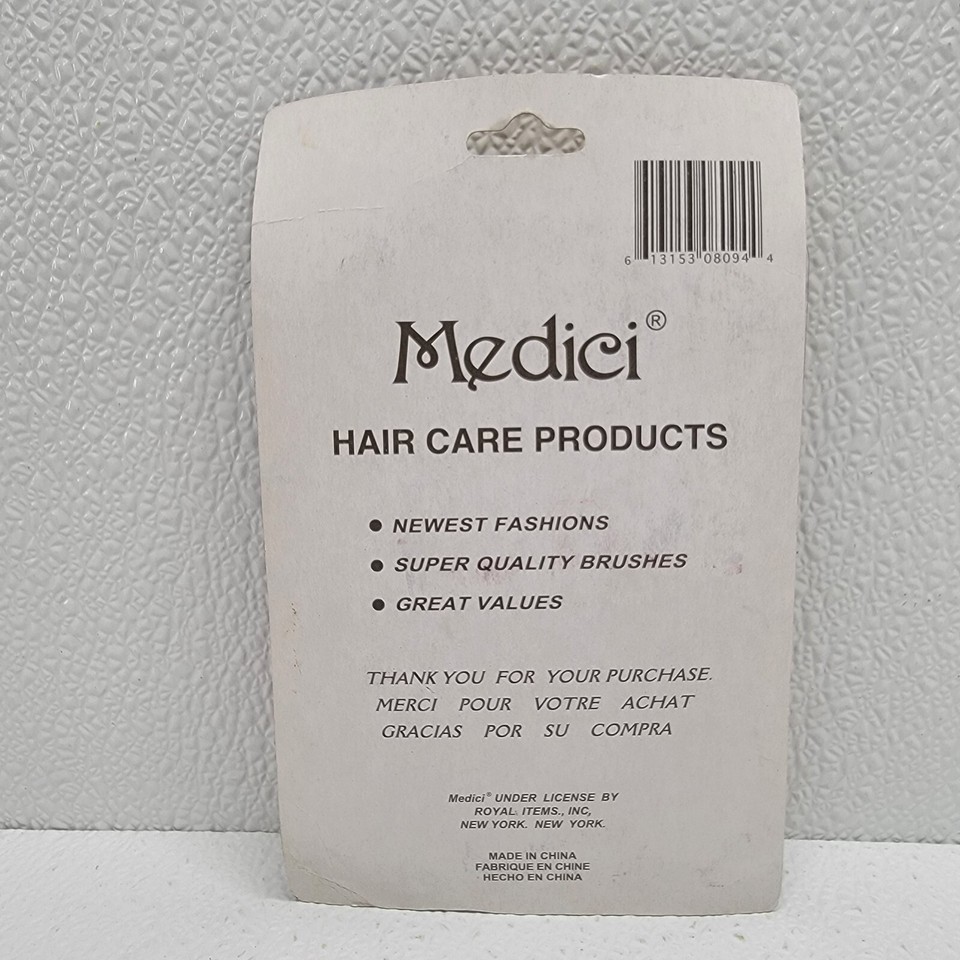 6 13153 08094 4
Medici®
HAIR CARE PRODUCTS
● NEWEST FASHIONS
● SUPER QUALITY BRUSHES
● GREAT VALUES
THANK YOU FOR YOUR PURCHASE.
MERCI POUR VOTRE ACHAT
GRACIAS POR SU COMPRA
Medici® UNDER LICENSE BY
ROYAL ITEMS., INC,
NEW YORK. NEW YORK.
MADE IN CHINA
FABRIQUE EN CHINE
HECHO EN CHINA